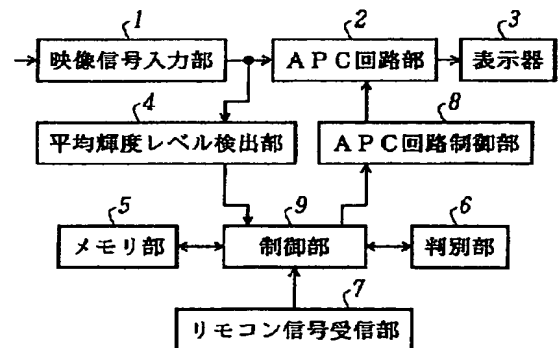 1
映像信号入力部
2
APC回路部
3
表示器
4
平均輝度レベル検出部
8
APC回路制御部
5
メモリ部
9
制御部
6
判別部
7
リモコン信号受信部